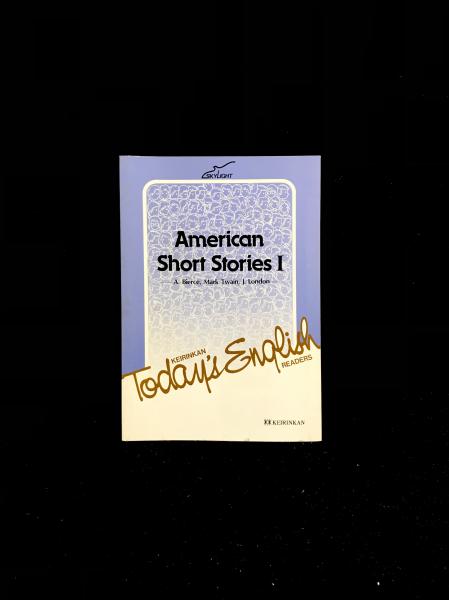 SKYLIGHT
American
Short Stories I
A. Bierce, Mark Twain, J. London
KEIRINKAN
Today's English
READERS
KEIRINKAN